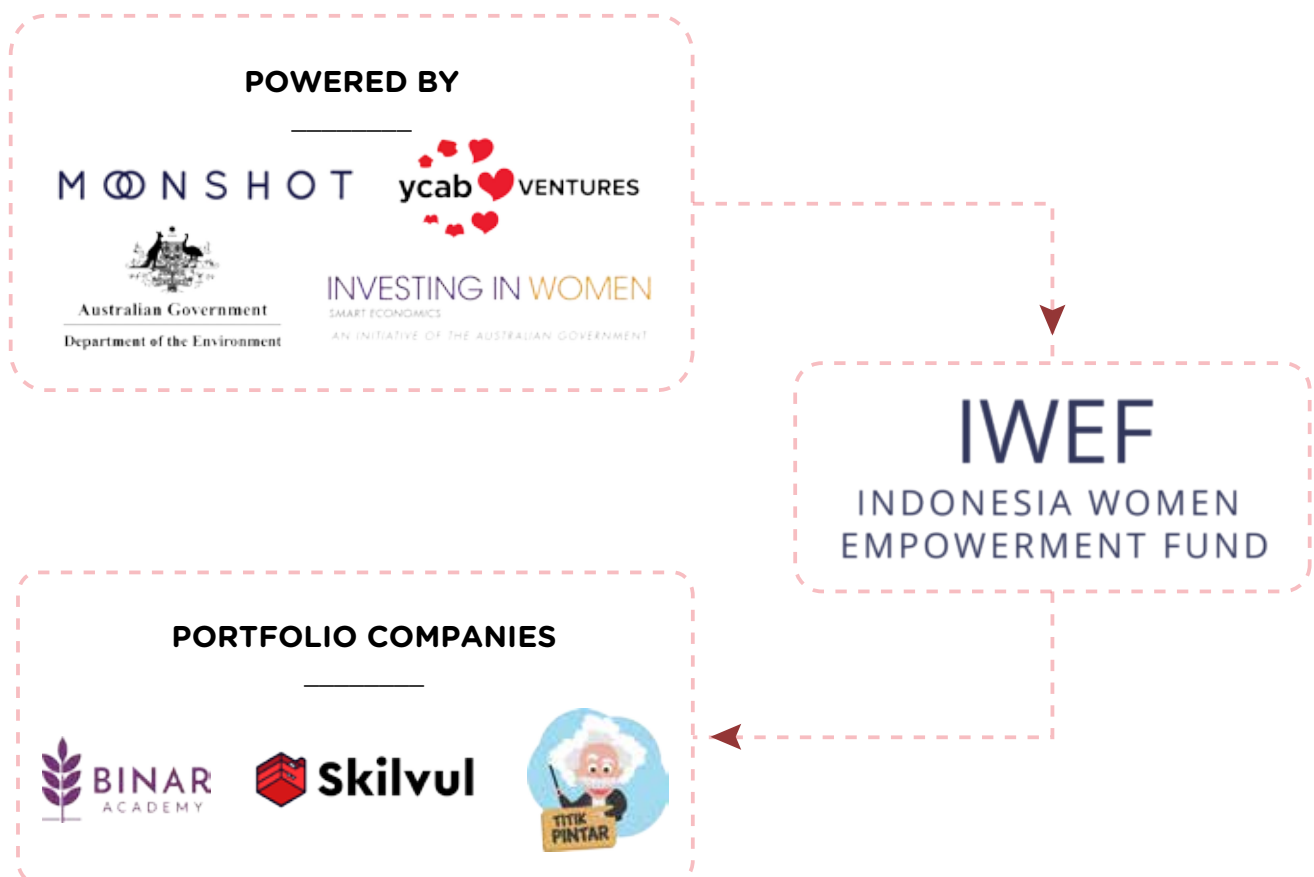 POWERED BY
MOONSHOT
ycab VENTURES
Australian Government
Department of the Environment
INVESTING IN WOMEN
SMART ECONOMICS
AN INITIATIVE OF THE AUSTRALIAN GOVERNMENT
IWEF
INDONESIA WOMEN
EMPOWERMENT FUND
PORTFOLIO COMPANIES
BINAR
ACADEMY
Skilvul
TITIK
PINTAR